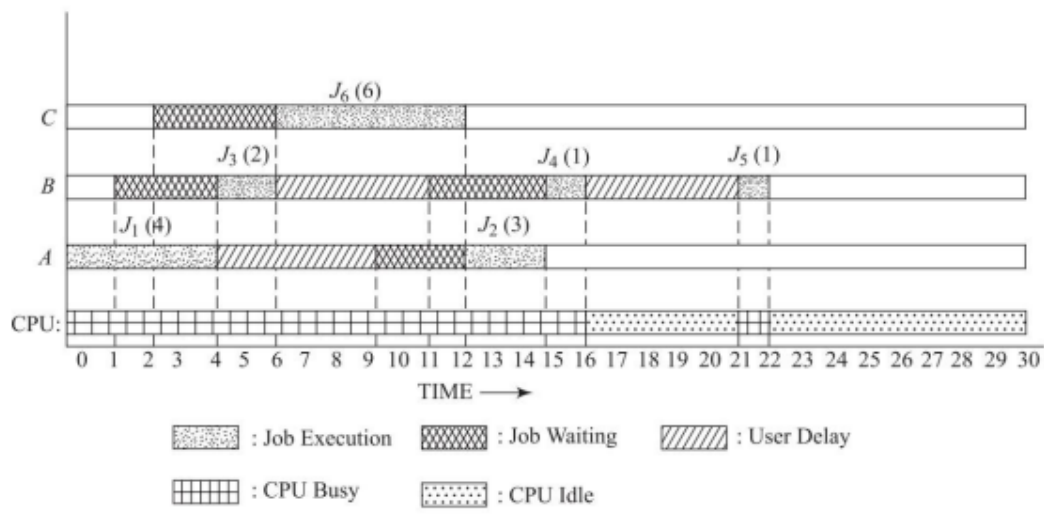 J6 (6)
C
J3 (2) J4 (1) J5 (1)
B
J1 (4) J2 (3)
A
CPU:
0 1 2 3 4 5 6 7 8 9 10 11 12 13 14 15 16 17 18 19 20 21 22 23 24 25 26 27 28 29 30
TIME
: Job Execution : Job Waiting : User Delay
: CPU Busy : CPU Idle